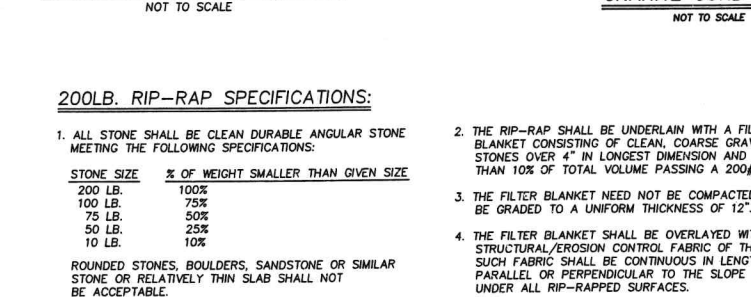 NOT TO SCALE
NOT TO SCALE
200LB. RIP-RAP SPECIFICATIONS:
1. ALL STONE SHALL BE CLEAN DURABLE ANGULAR STONE
MEETING THE FOLLOWING SPECIFICATIONS:
STONE SIZE % OF WEIGHT SMALLER THAN GIVEN SIZE
200 LB. 100%
100 LB. 75%
75 LB. 50%
50 LB. 25%
10 LB. 10%
ROUNDED STONES, BOULDERS, SANDSTONE OR SIMILAR
STONE OR RELATIVELY THIN SLAB SHALL NOT
BE ACCEPTABLE.
2. THE RIP-RAP SHALL BE UNDERLAIN WITH A FIL
BLANKET CONSISTING OF CLEAN, COARSE GRAV
STONES OVER 4" IN LONGEST DIMENSION AND
THAN 10% OF TOTAL VOLUME PASSING A 200#
3. THE FILTER BLANKET NEED NOT BE COMPACTED
BE GRADED TO A UNIFORM THICKNESS OF 12".
4. THE FILTER BLANKET SHALL BE OVERLAYED WI
STRUCTURAL/EROSION CONTROL FABRIC OF TH
SUCH FABRIC SHALL BE CONTINUOUS IN LENGT
PARALLEL OR PERPENDICULAR TO THE SLOPE
UNDER ALL RIP-RAPPED SURFACES.